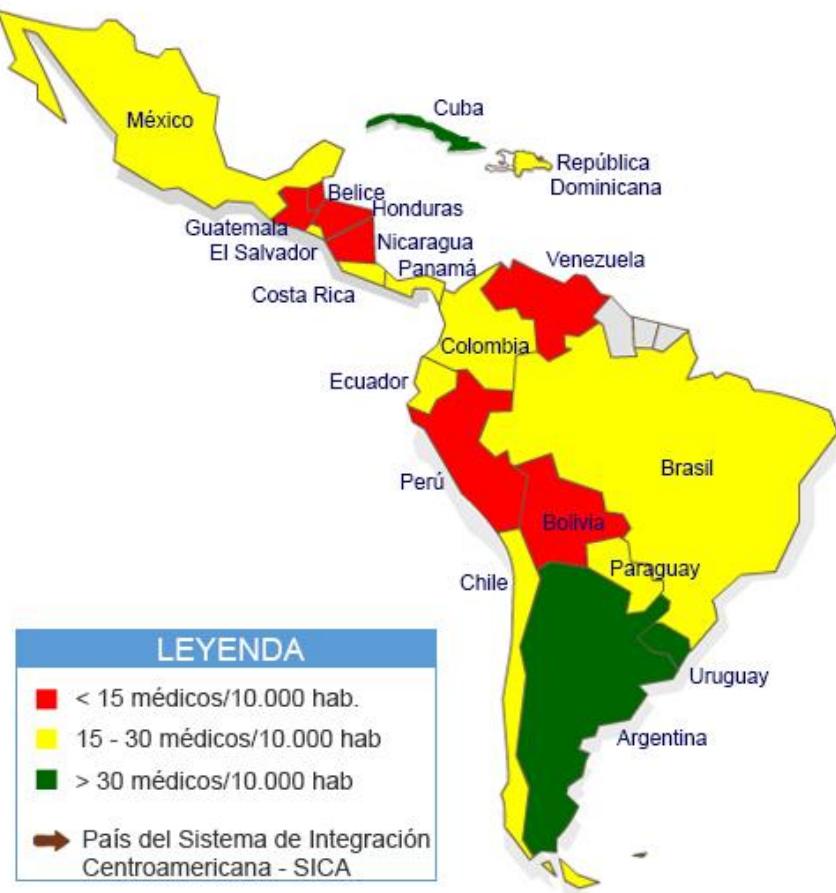 México
Cuba
República
Dominicana
Belice
Honduras
Guatemala
El Salvador
Nicaragua
Panamá
Costa Rica
Venezuela
Colombia
Ecuador
Brasil
Perú
Bolivia
Paraguay
Chile
Uruguay
Argentina
LEYENDA
< 15 médicos/10.000 hab.
15 - 30 médicos/10.000 hab
> 30 médicos/10.000 hab
País del Sistema de Integración
Centroamericana - SICA